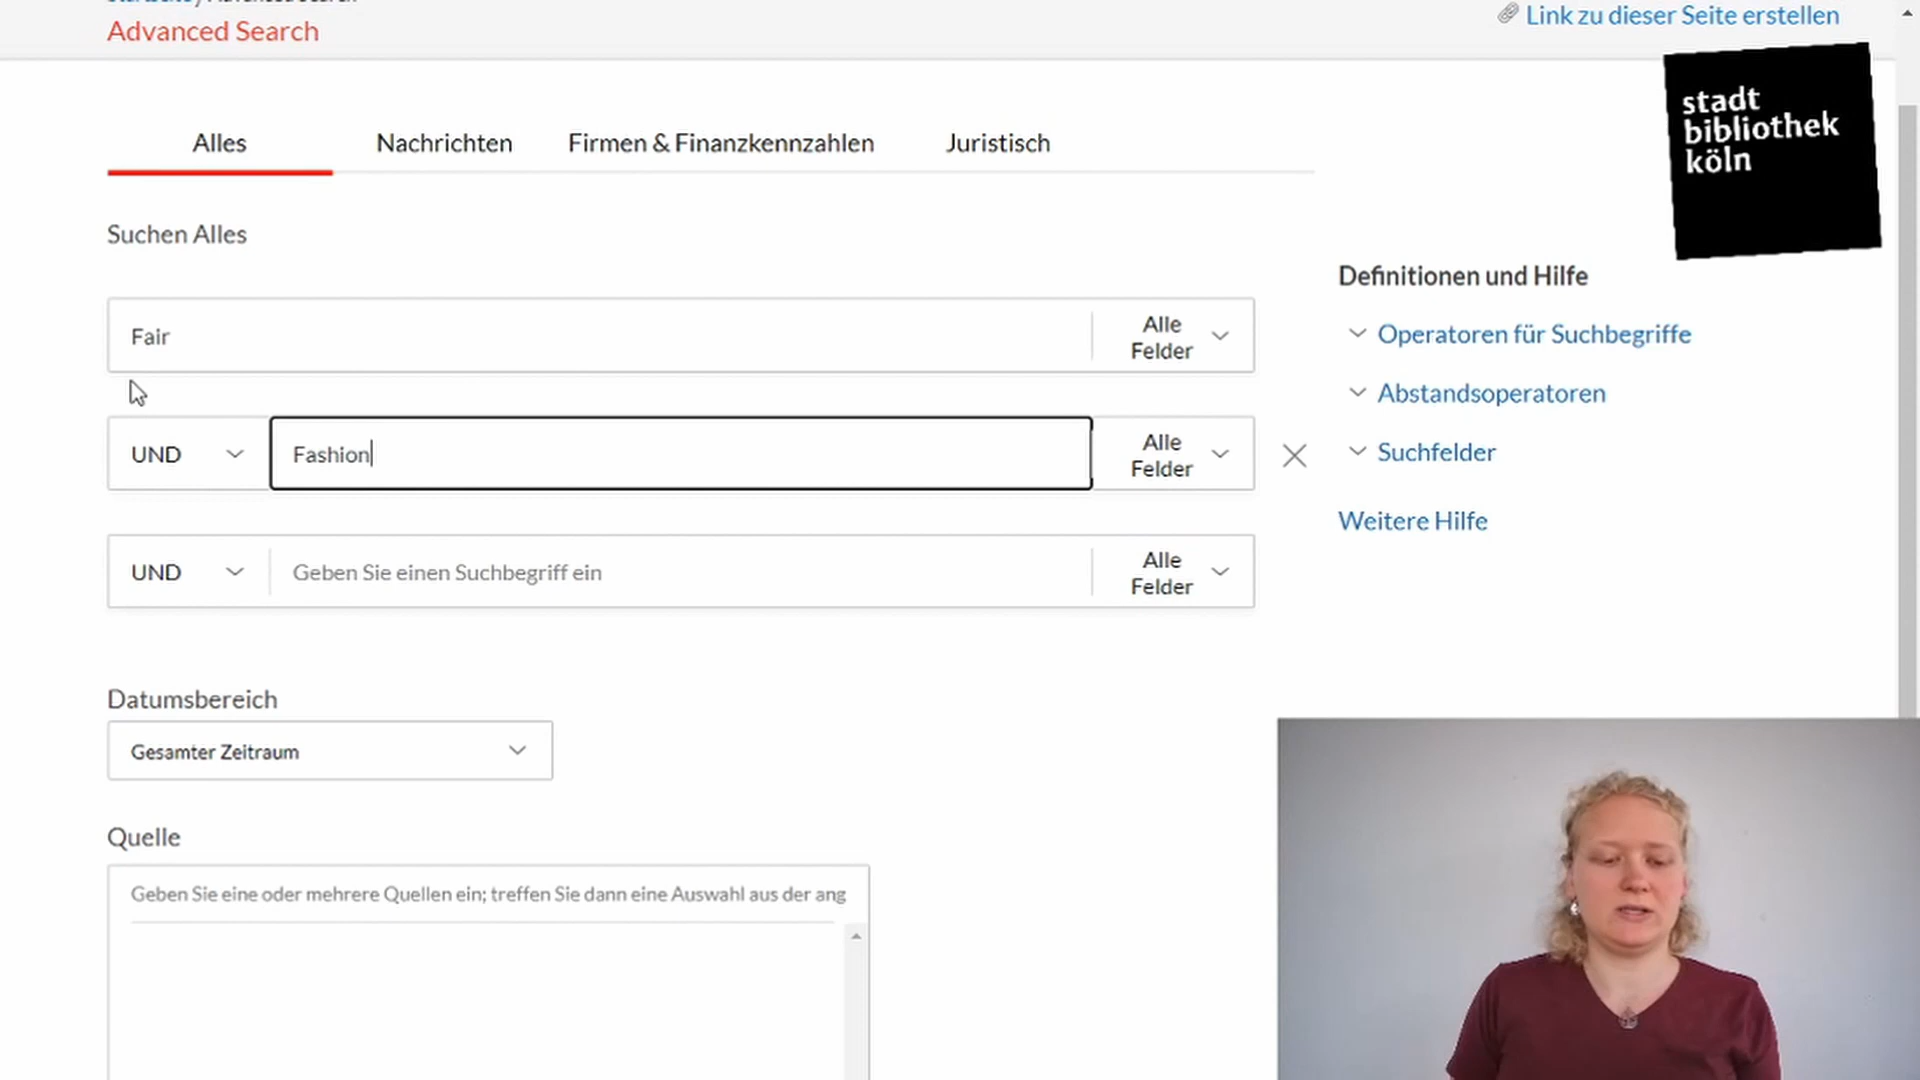 Advanced Search
Link zu dieser Seite erstellen
stadt
bibliothek
köln
Alles
Nachrichten
Firmen & Finanzkennzahlen
Juristisch
Suchen Alles
Definitionen und Hilfe
Fair
Alle
Felder
Operatoren für Suchbegriffe
Abstandsoperatoren
UND
Fashion
Alle
Felder
Suchfelder
Weitere Hilfe
UND
Geben Sie einen Suchbegriff ein
Alle
Felder
Datumsbereich
Gesamter Zeitraum
Quelle
Geben Sie eine oder mehrere Quellen ein; treffen Sie dann eine Auswahl aus der ang